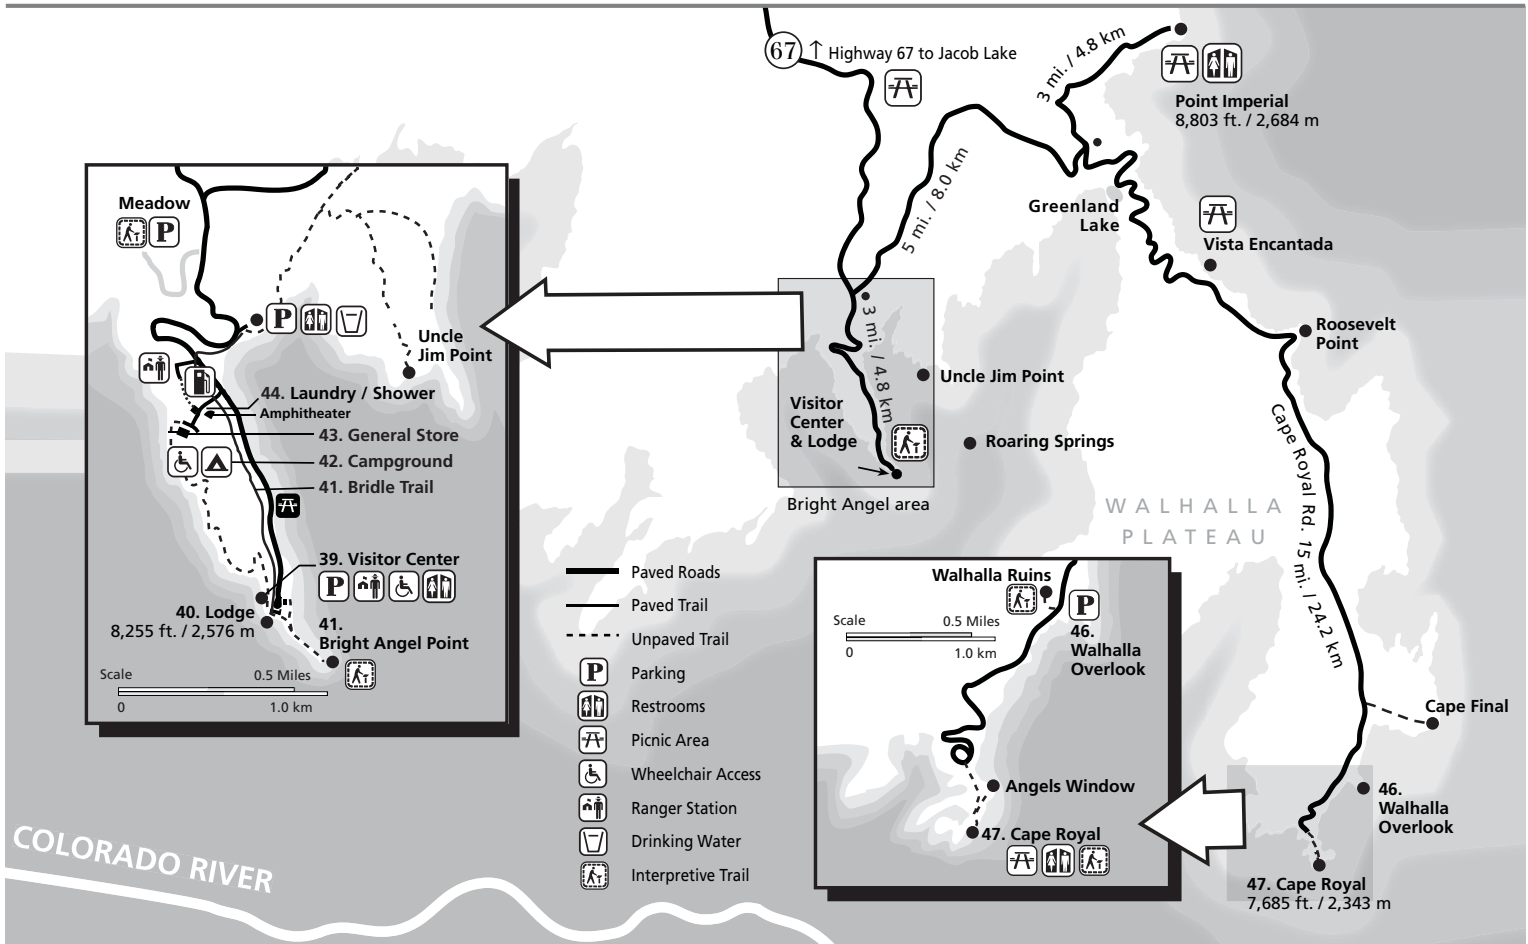 67
↑ Highway 67 to Jacob Lake
3 mi. / 4.8 km
Point Imperial
8,803 ft. / 2,684 m
5 mi. / 8.0 km
Greenland
Lake
Vista Encantada
Roosevelt
Point
Cape Royal Rd. 15 mi. / 24.2 km
3 mi. / 4.8 km
Uncle Jim Point
Visitor
Center
& Lodge
Roaring Springs
Bright Angel area
WALHALLA
PLATEAU
Cape Final
46.
Walhalla
Overlook
47. Cape Royal
7,685 ft. / 2,343 m
Meadow
P
P
Uncle
Jim Point
44. Laundry / Shower
Amphitheater
43. General Store
42. Campground
41. Bridle Trail
39. Visitor Center
P
40. Lodge
8,255 ft. / 2,576 m
41.
Bright Angel Point
Scale
0.5 Miles
0
1.0 km
Paved Roads
Paved Trail
Unpaved Trail
P Parking
Restrooms
Picnic Area
Wheelchair Access
Ranger Station
Drinking Water
Interpretive Trail
Walhalla Ruins
P
Scale
0.5 Miles
0
1.0 km
46.
Walhalla
Overlook
Angels Window
47. Cape Royal
COLORADO RIVER